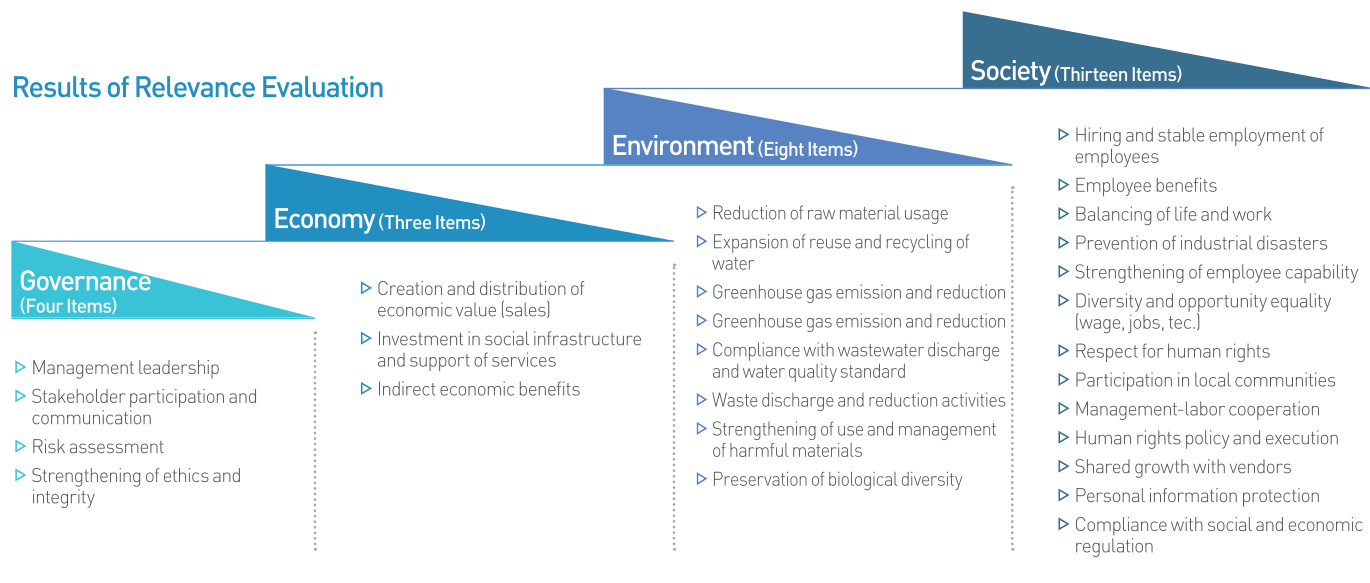 Results of Relevance Evaluation
Governance
(Four Items)
Management leadership
Stakeholder participation and
communication
Risk assessment
Strengthening of ethics and
integrity
Economy (Three Items)
Creation and distribution of
economic value (sales)
Investment in social infrastructure
and support of services
Indirect economic benefits
Environment (Eight Items)
Reduction of raw material usage
Expansion of reuse and recycling of
water
Greenhouse gas emission and reduction
Greenhouse gas emission and reduction
Compliance with wastewater discharge
and water quality standard
Waste discharge and reduction activities
Strengthening of use and management
of harmful materials
Preservation of biological diversity
Society (Thirteen Items)
Hiring and stable employment of
employees
Employee benefits
Balancing of life and work
Prevention of industrial disasters
Strengthening of employee capability
Diversity and opportunity equality
(wage, jobs, tec.)
Respect for human rights
Participation in local communities
Management-labor cooperation
Human rights policy and execution
Shared growth with vendors
Personal information protection
Compliance with social and economic
regulation